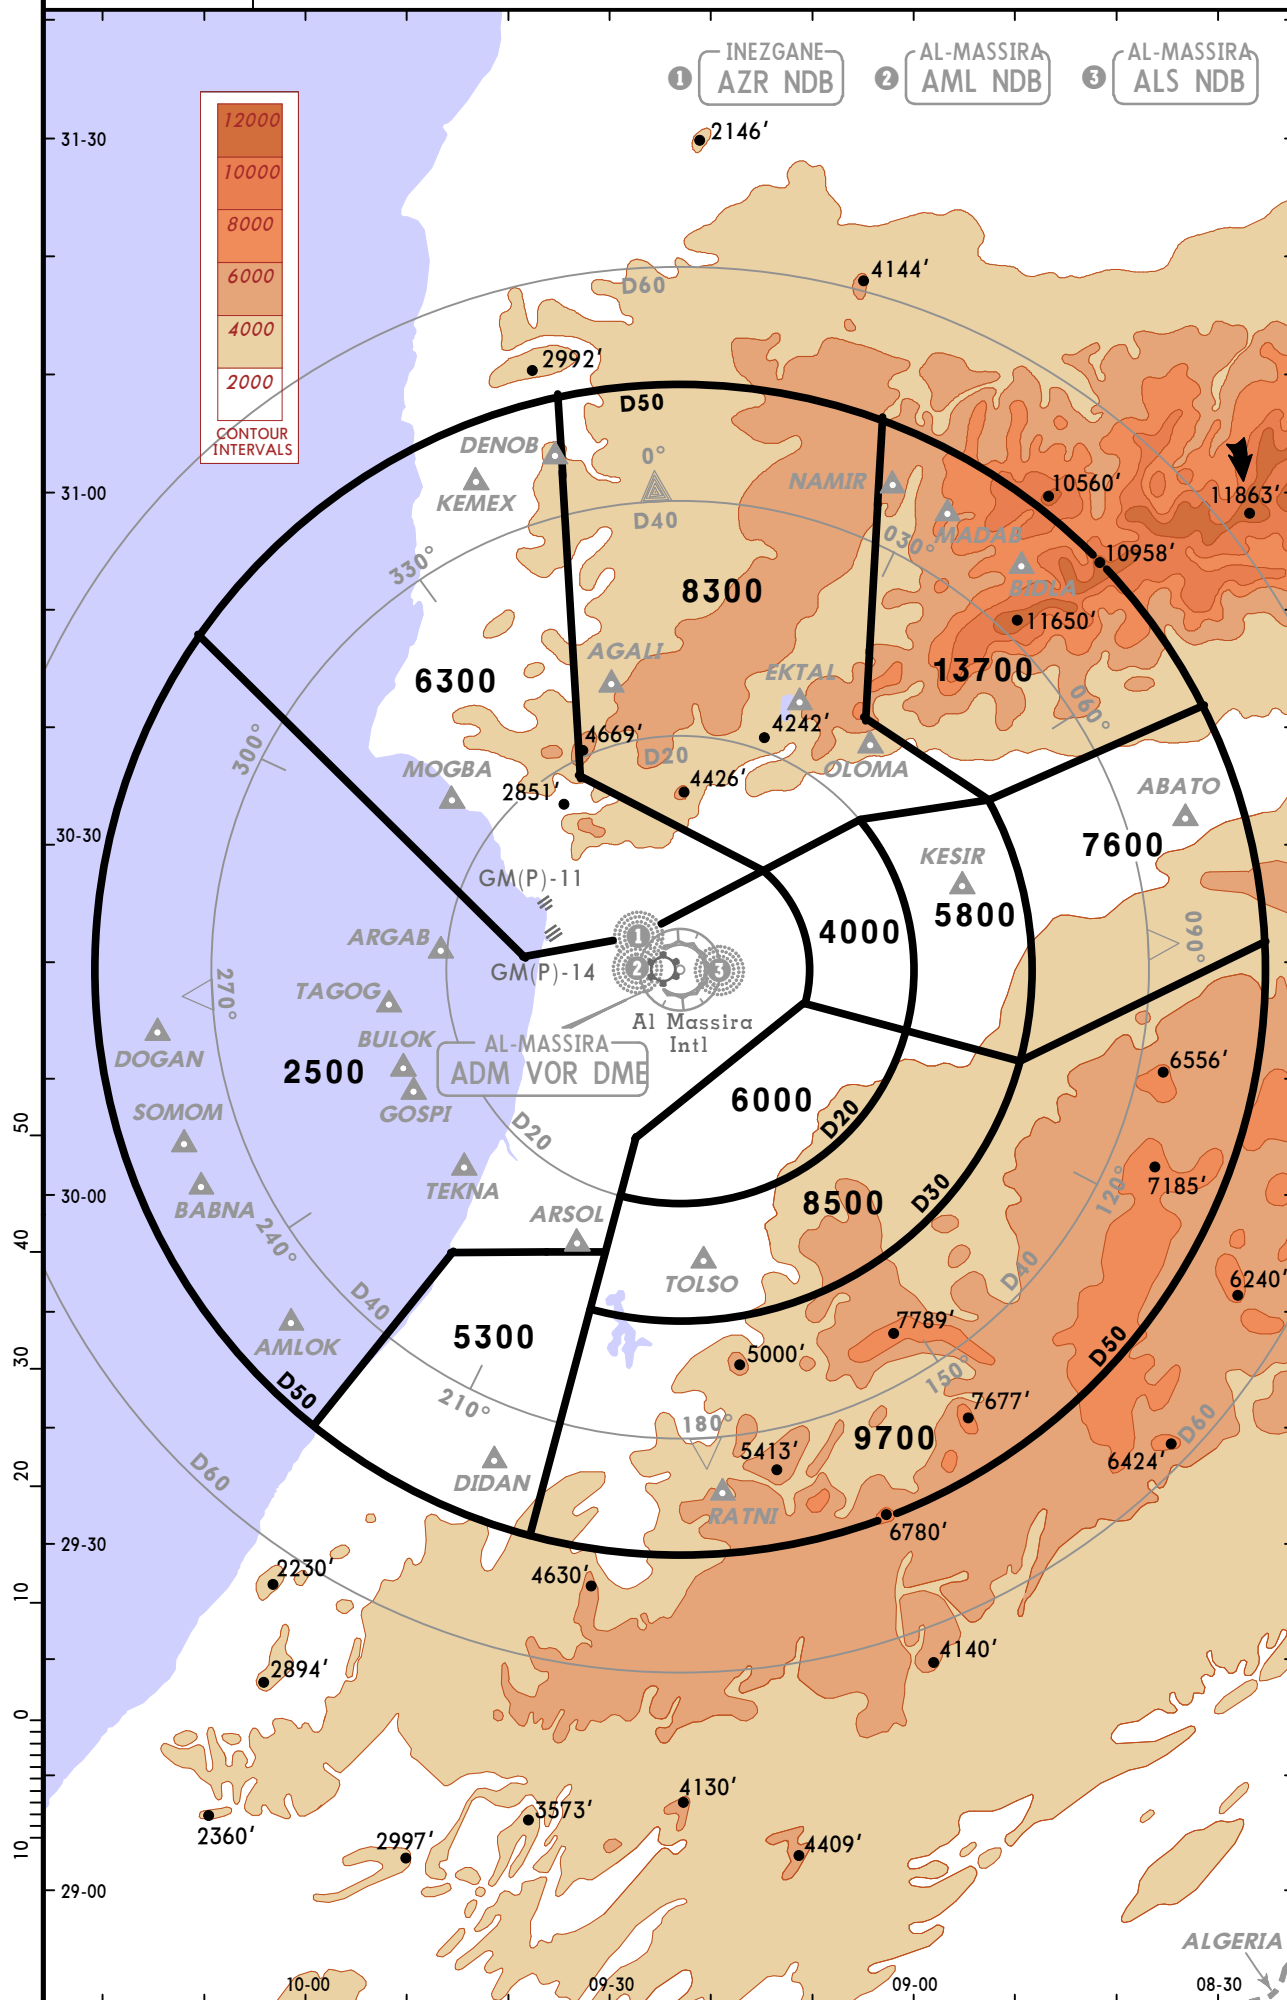 INEZGANE
1 AZR NDB
AL-MASSIRA
2 AML NDB
AL-MASSIRA
3 ALS NDB
12000
10000
8000
6000
4000
2000
CONTOUR
INTERVALS
31-30
2146'
4144'
D60
2992'
D50
DENOB
KEMEX
0°
D40
NAMIR
10560'
11863'
31-00
MADAB
030°
330°
10958'
BIDLA
8300
11650'
6300
AGALI
EKTAL
13700
060°
300°
4669'
D20
4242'
OLOMA
MOGBA
2851'
4426'
ABATO
30-30
7600
KESIR
GM(P)-11
4000
5800
090°
ARGAB
1
2
3
GM(P)-14
270°
TAGOG
Al Massira
Intl
DOGAN
BULOK
2500
AL-MASSIRA
ADM VOR DME
6556'
GOSPI
6000
SOMOM
50
D20
D20
TEKNA
7185'
120°
30-00
BABNA
ARSOL
8500
D30
240°
40
TOLSO
D40
6240'
D40
AMLOK
5300
7789'
30
5000'
D50
150°
D50
210°
7677'
180°
9700
D60
5413'
6424'
D60
20
DIDAN
RATNI
6780'
29-30
2230'
4630'
10
4140'
2894'
0
4130'
3573'
2360'
2997'
4409'
10
29-00
ALGERIA
10-00
09-30
09-00
08-30